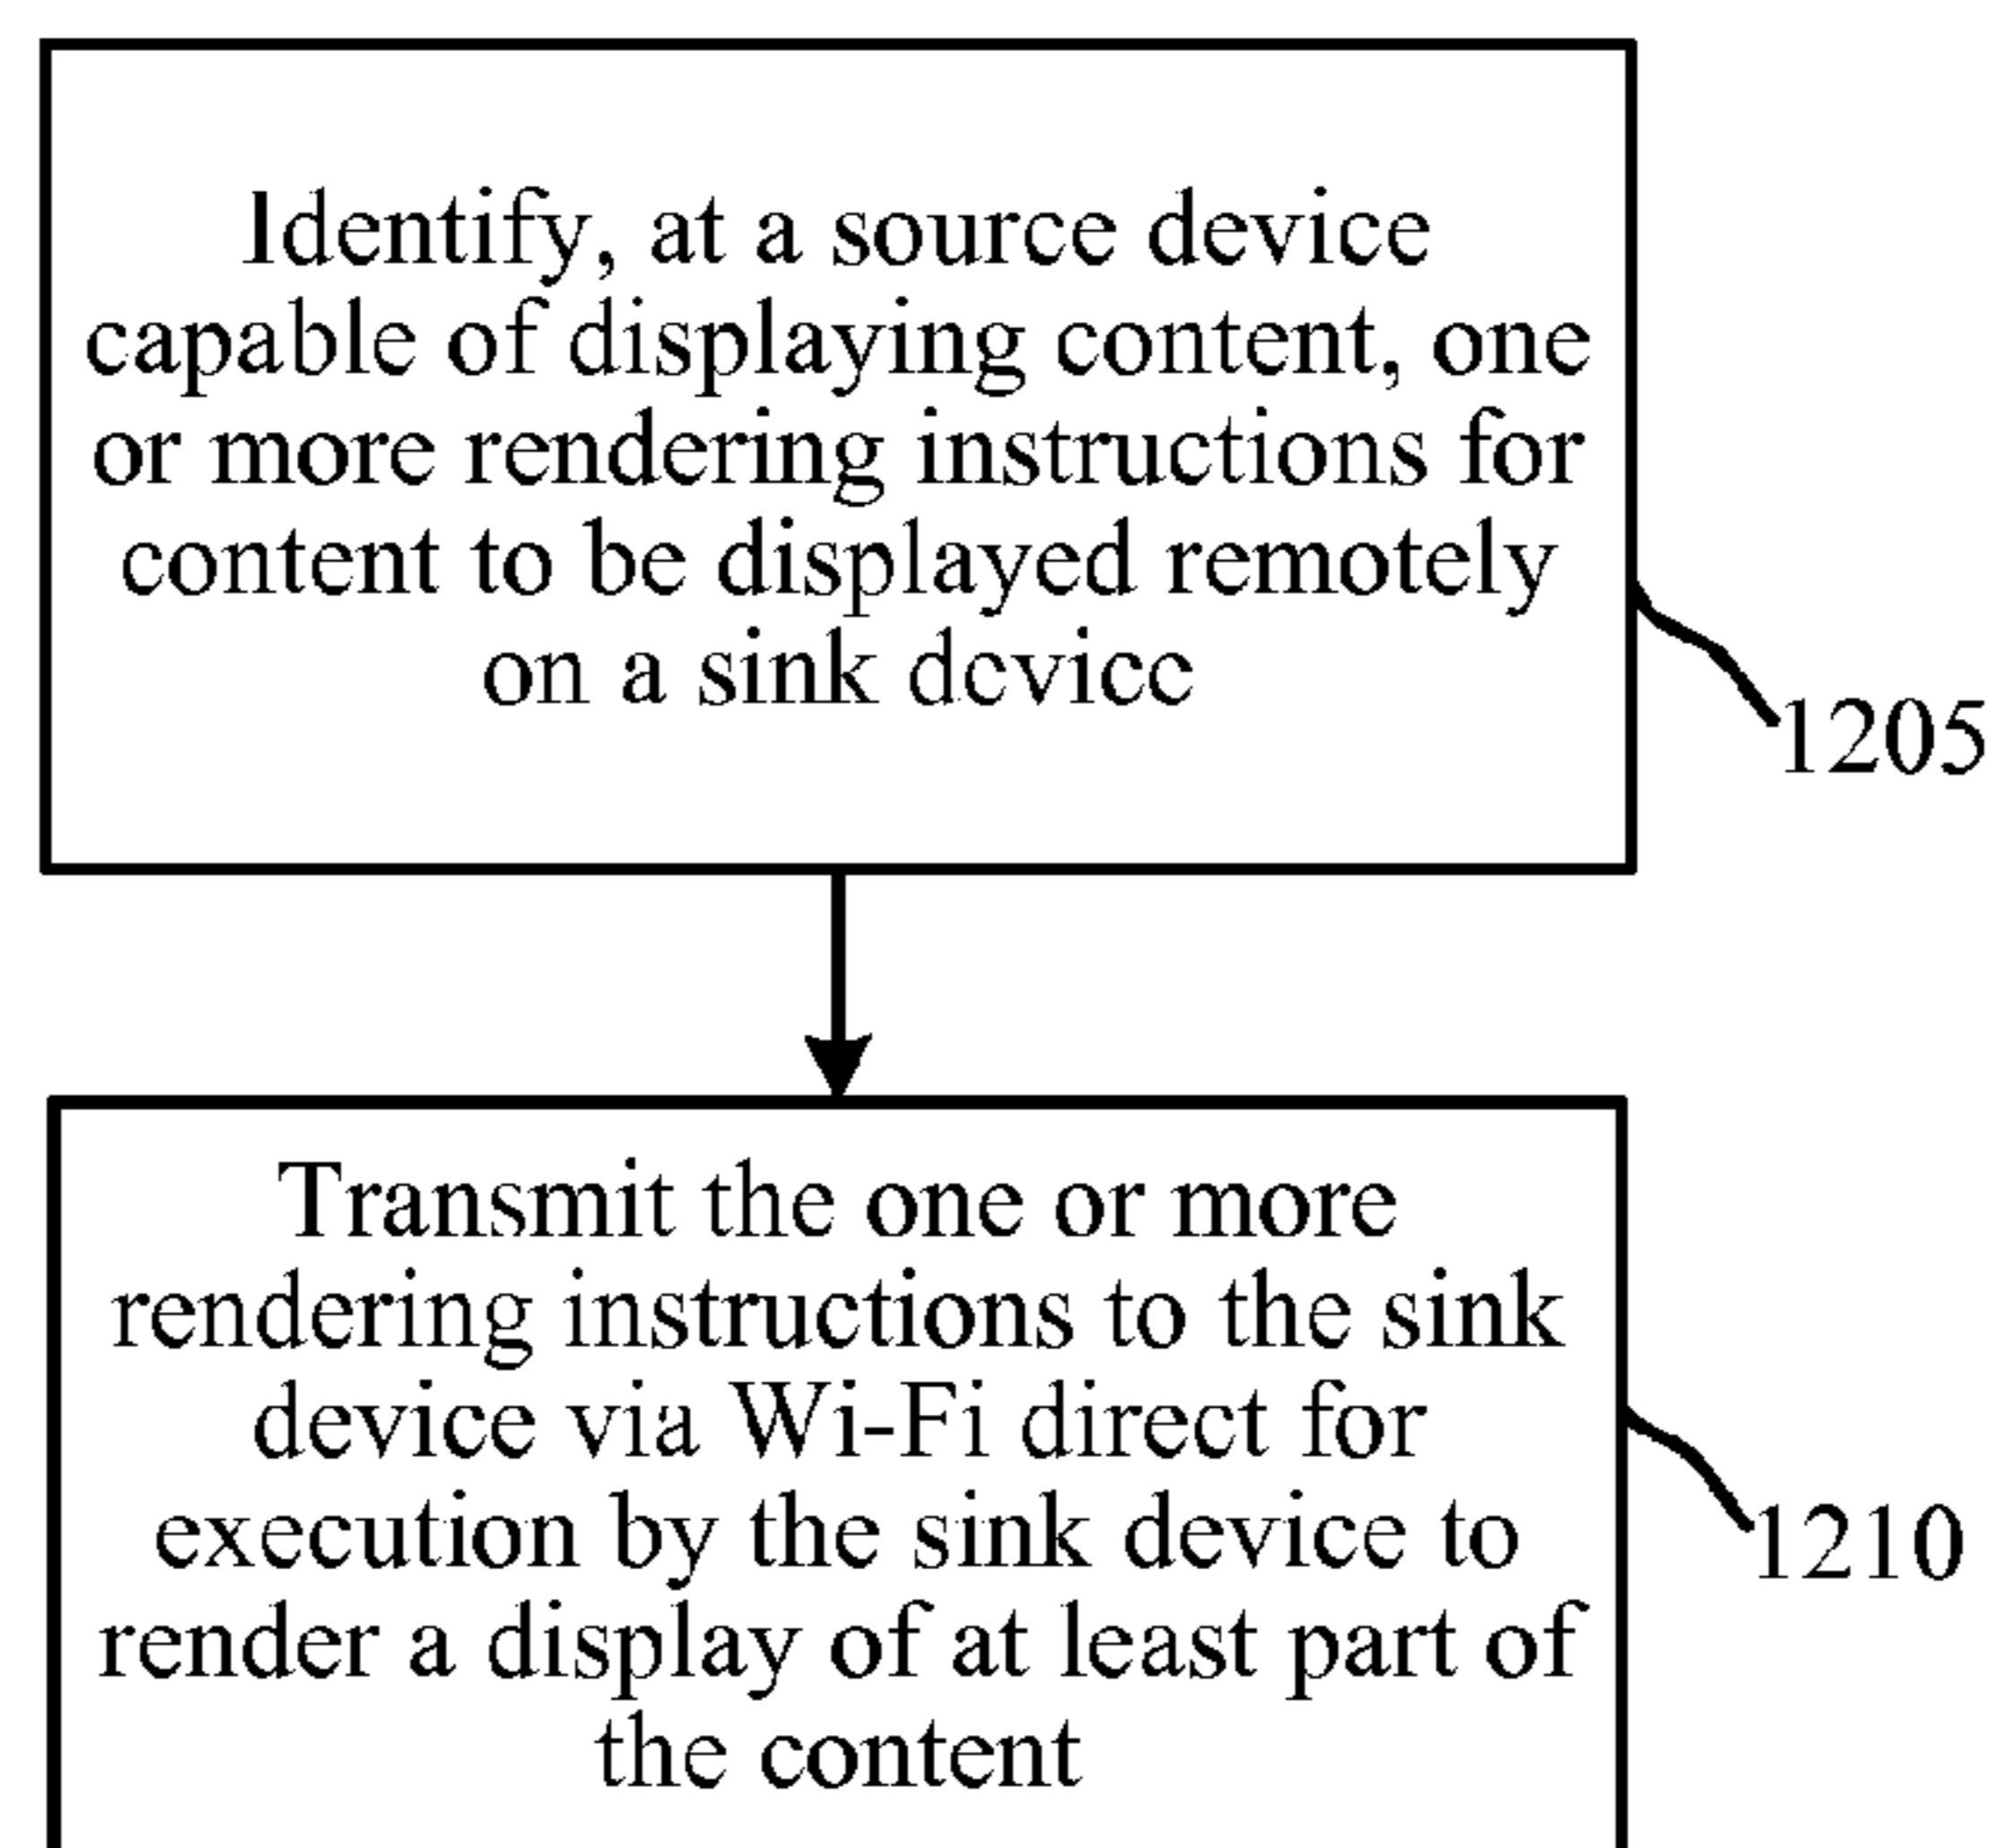 Identify, at a source device
capable of displaying content, one
or more rendering instructions for
content to be displayed remotely
on a sink device
1205
Transmit the one or more
rendering instructions to the sink
device via Wi-Fi direct for
execution by the sink device to
render a display of at least part of
the content
1210